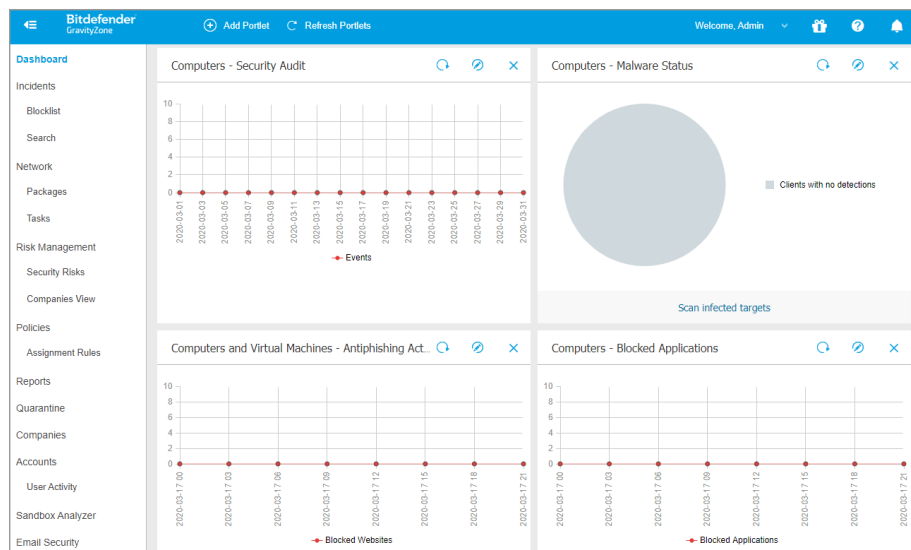 Bitdefender
GravityZone
Add Portlet
Refresh Portlets
Welcome, Admin
Dashboard
Incidents
Blocklist
Search
Network
Packages
Tasks
Risk Management
Security Risks
Companies View
Policies
Assignment Rules
Reports
Quarantine
Companies
Accounts
User Activity
Sandbox Analyzer
Email Security
Computers - Security Audit
10
8
6
4
2
0
2020-03-01
2020-03-03
2020-03-05
2020-03-07
2020-03-09
2020-03-11
2020-03-13
2020-03-15
2020-03-17
2020-03-19
2020-03-21
2020-03-23
2020-03-25
2020-03-27
2020-03-29
2020-03-31
Events
Computers - Malware Status
Clients with no detections
Scan infected targets
Computers and Virtual Machines - Antiphishing Act...
10
8
6
4
2
0
2020-03-17 00
2020-03-17 03
2020-03-17 06
2020-03-17 09
2020-03-17 12
2020-03-17 15
2020-03-17 18
2020-03-17 21
Blocked Websites
Computers - Blocked Applications
10
8
6
4
2
0
2020-03-17 00
2020-03-17 03
2020-03-17 06
2020-03-17 09
2020-03-17 12
2020-03-17 15
2020-03-17 18
2020-03-17 21
Blocked Applications